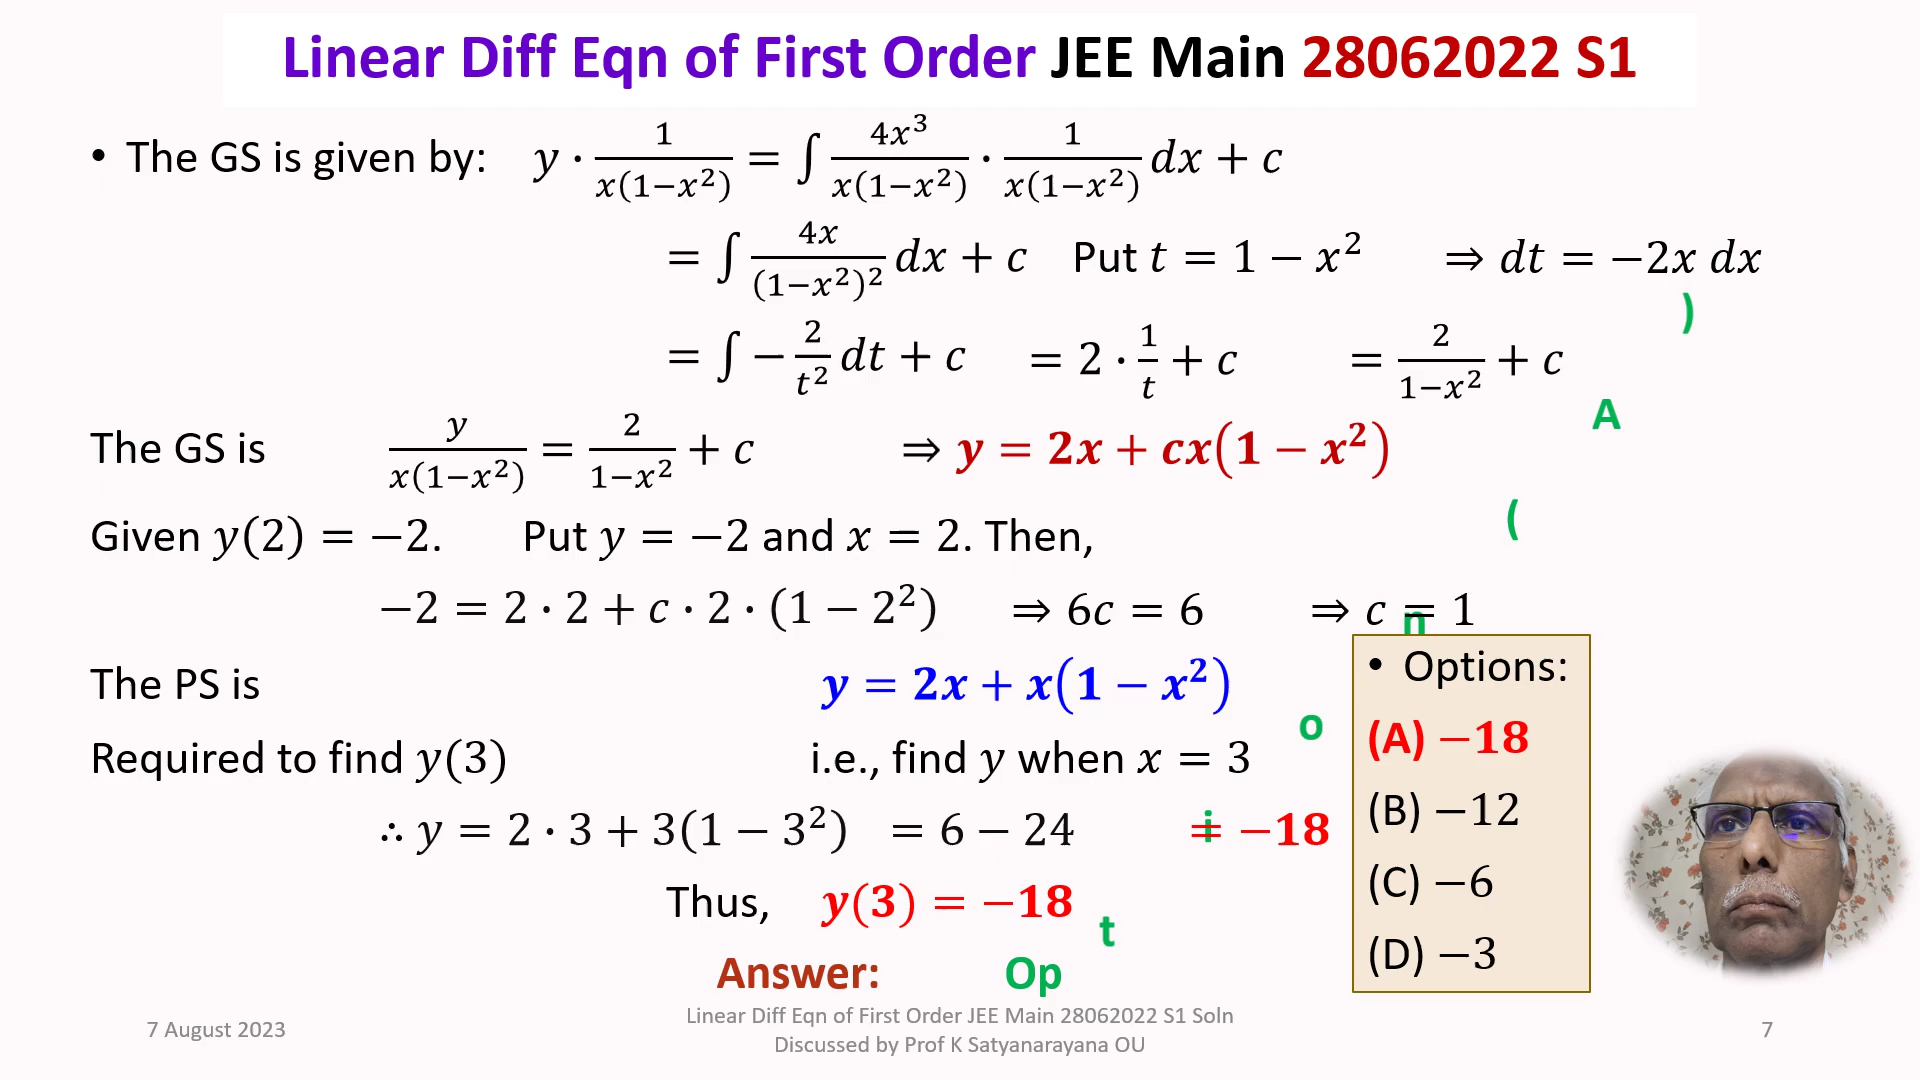 Linear Diff Eqn of First Order JEE Main 28062022 S1
• The GS is given by: y · 1/(x(1−x²)) = ∫ 4x³/(x(1−x²)) · 1/(x(1−x²)) dx + c
= ∫ 4x/(1−x²)² dx + c Put t = 1 − x² ⇒ dt = −2x dx
)
= ∫ − 2/t² dt + c = 2 · 1/t + c = 2/(1−x²) + c
A
The GS is y/(x(1−x²)) = 2/(1−x²) + c ⇒ y = 2x + cx(1 − x²)
(
Given y(2) = −2. Put y = −2 and x = 2. Then,
−2 = 2 · 2 + c · 2 · (1 − 2²) ⇒ 6c = 6 ⇒ c = 1
n
The PS is y = 2x + x(1 − x²)
o
Required to find y(3) i.e., find y when x = 3
∴ y = 2 · 3 + 3(1 − 3²) = 6 − 24 = −18
i
Thus, y(3) = −18
t
Answer: Op
• Options:
(A) −18
(B) −12
(C) −6
(D) −3
7 August 2023
Linear Diff Eqn of First Order JEE Main 28062022 S1 Soln
Discussed by Prof K Satyanarayana OU
7